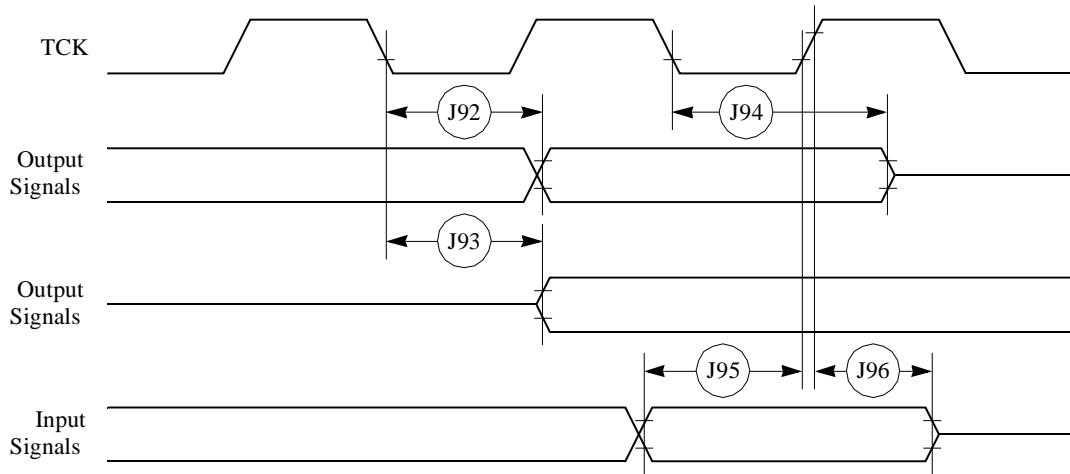 TCK
J92
J94
Output
Signals
J93
Output
Signals
J95
J96
Input
Signals